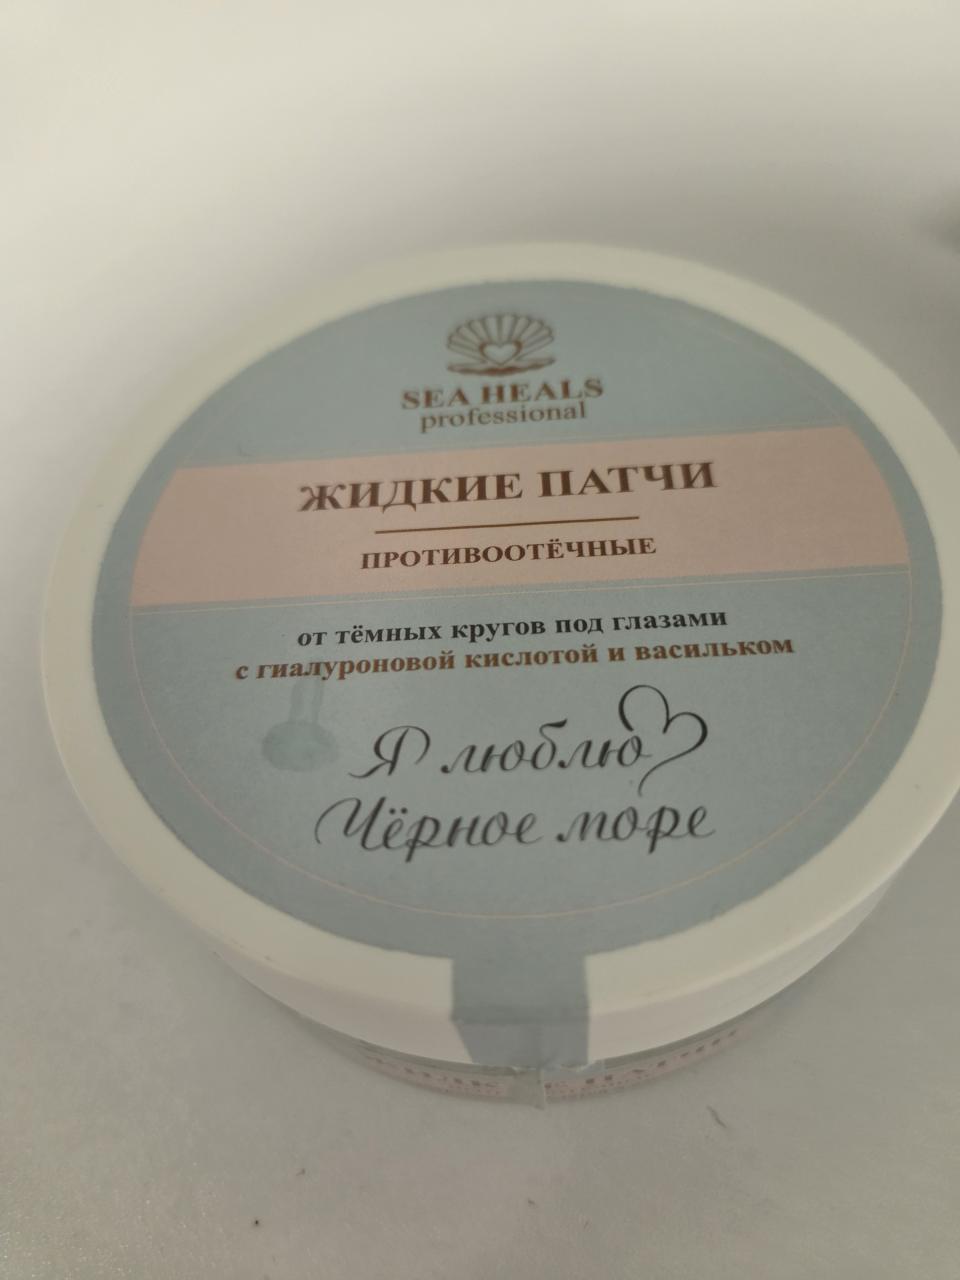 SEA HEALS
professional
ЖИДКИЕ ПАТЧИ
ПРОТИВООТЁЧНЫЕ
от тёмных кругов под глазами
с гиалуроновой кислотой и васильком
Я люблю
Чёрное море